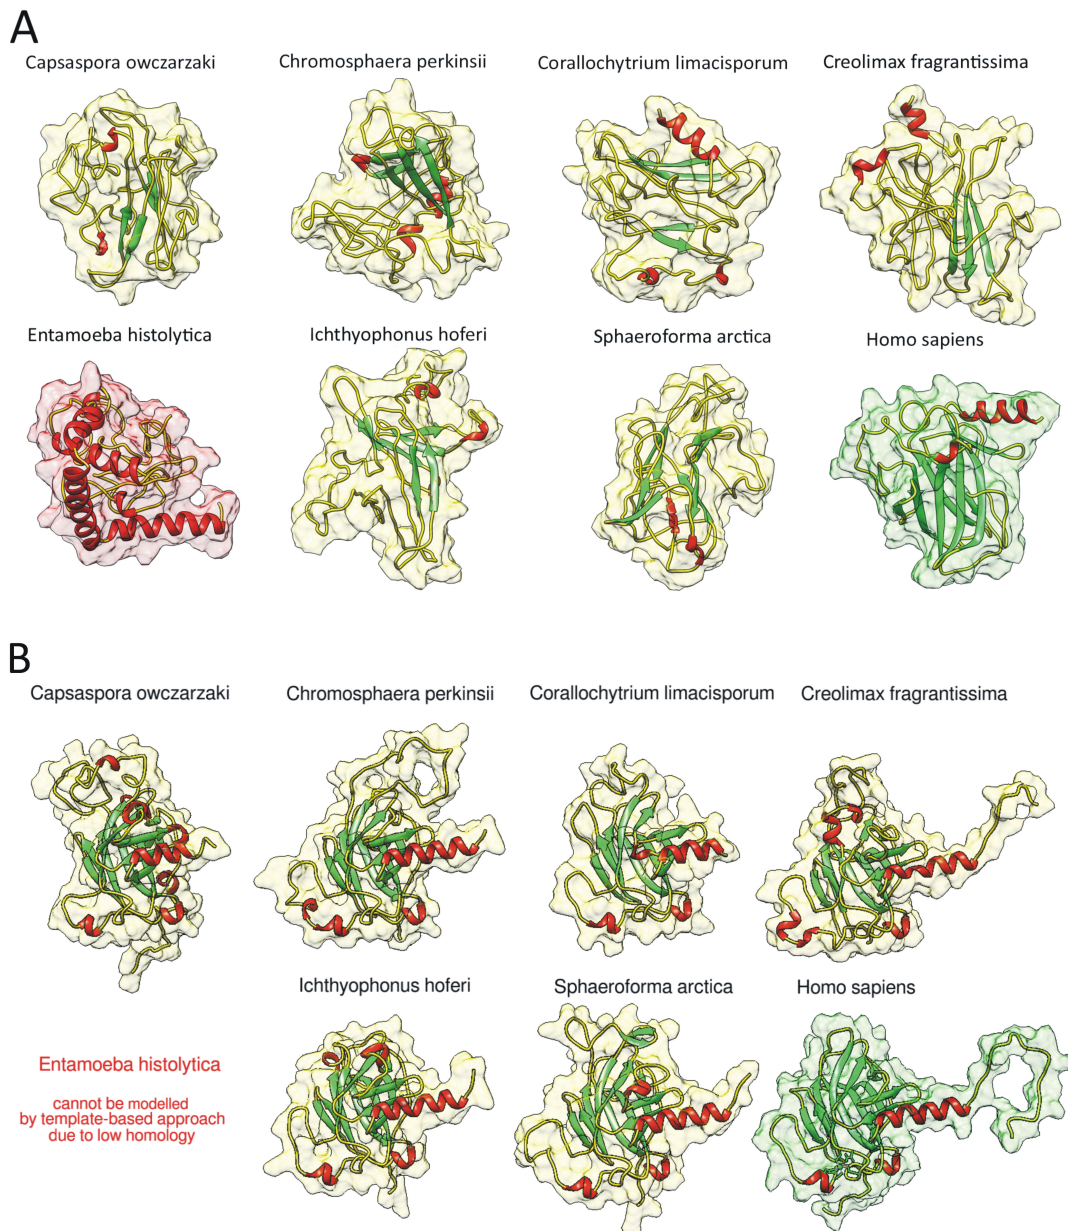 A
Capsaspora owczarzaki
Chromosphaera perkinsii
Corallochytrium limacisporum
Creolimax fragrantissima
Entamoeba histolytica
Ichthyophonus hoferi
Sphaeroforma arctica
Homo sapiens
B
Capsaspora owczarzaki
Chromosphaera perkinsii
Corallochytrium limacisporum
Creolimax fragrantissima
Ichthyophonus hoferi
Sphaeroforma arctica
Homo sapiens
Entamoeba histolytica
cannot be modelled
by template-based approach
due to low homology